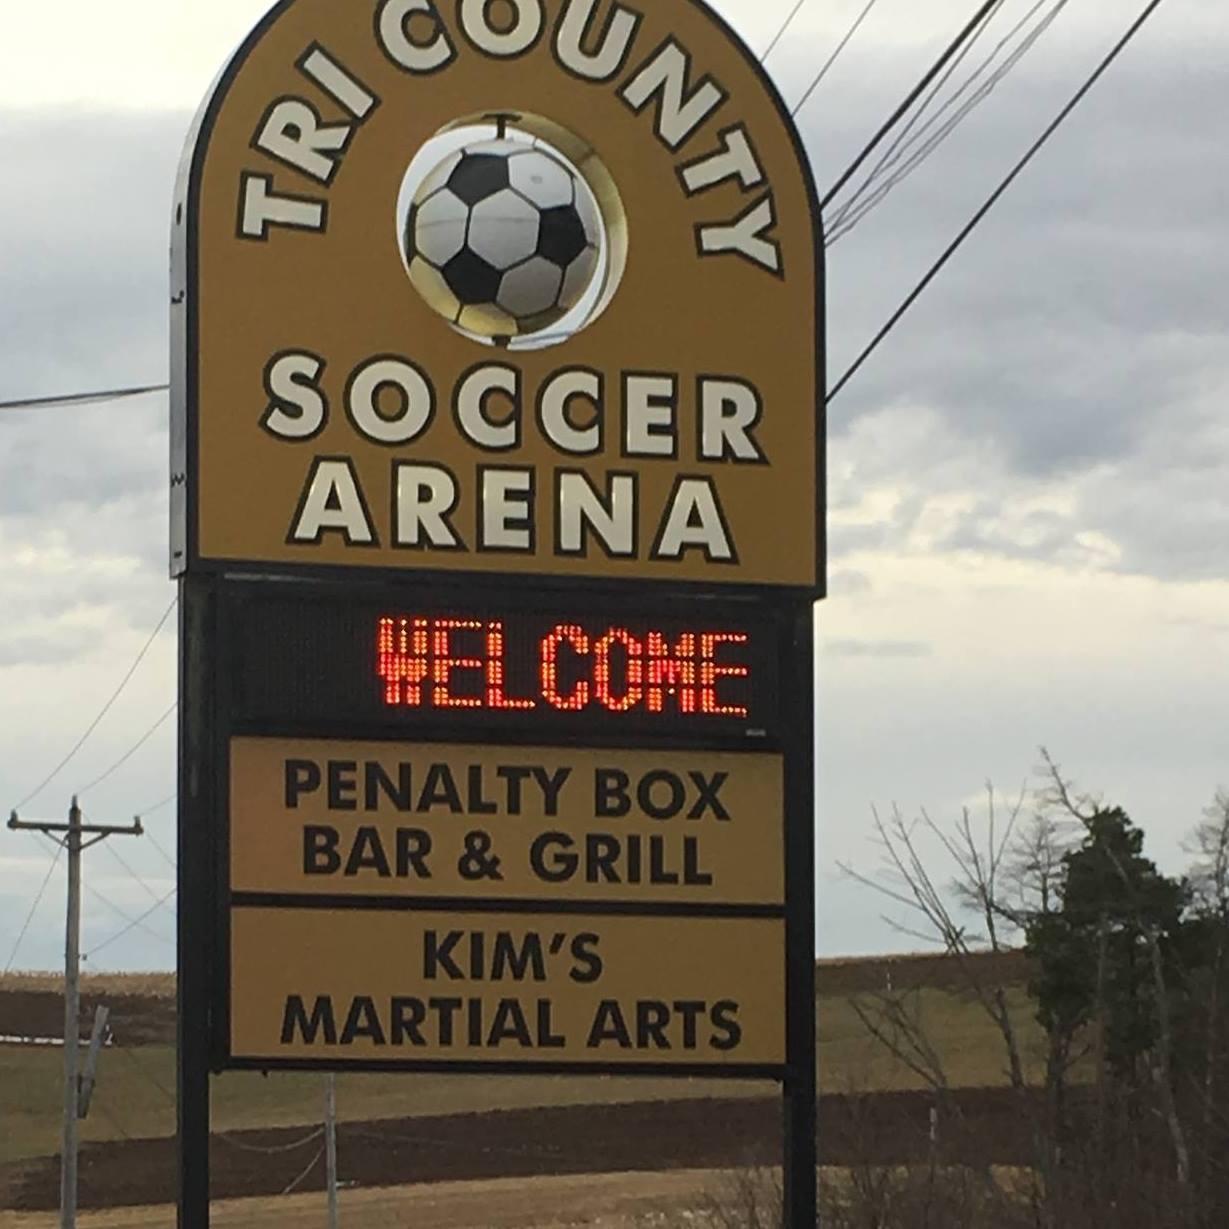 TRI COUNTY
SOCCER
ARENA
WELCOME
PENALTY BOX
BAR & GRILL
KIM'S
MARTIAL ARTS